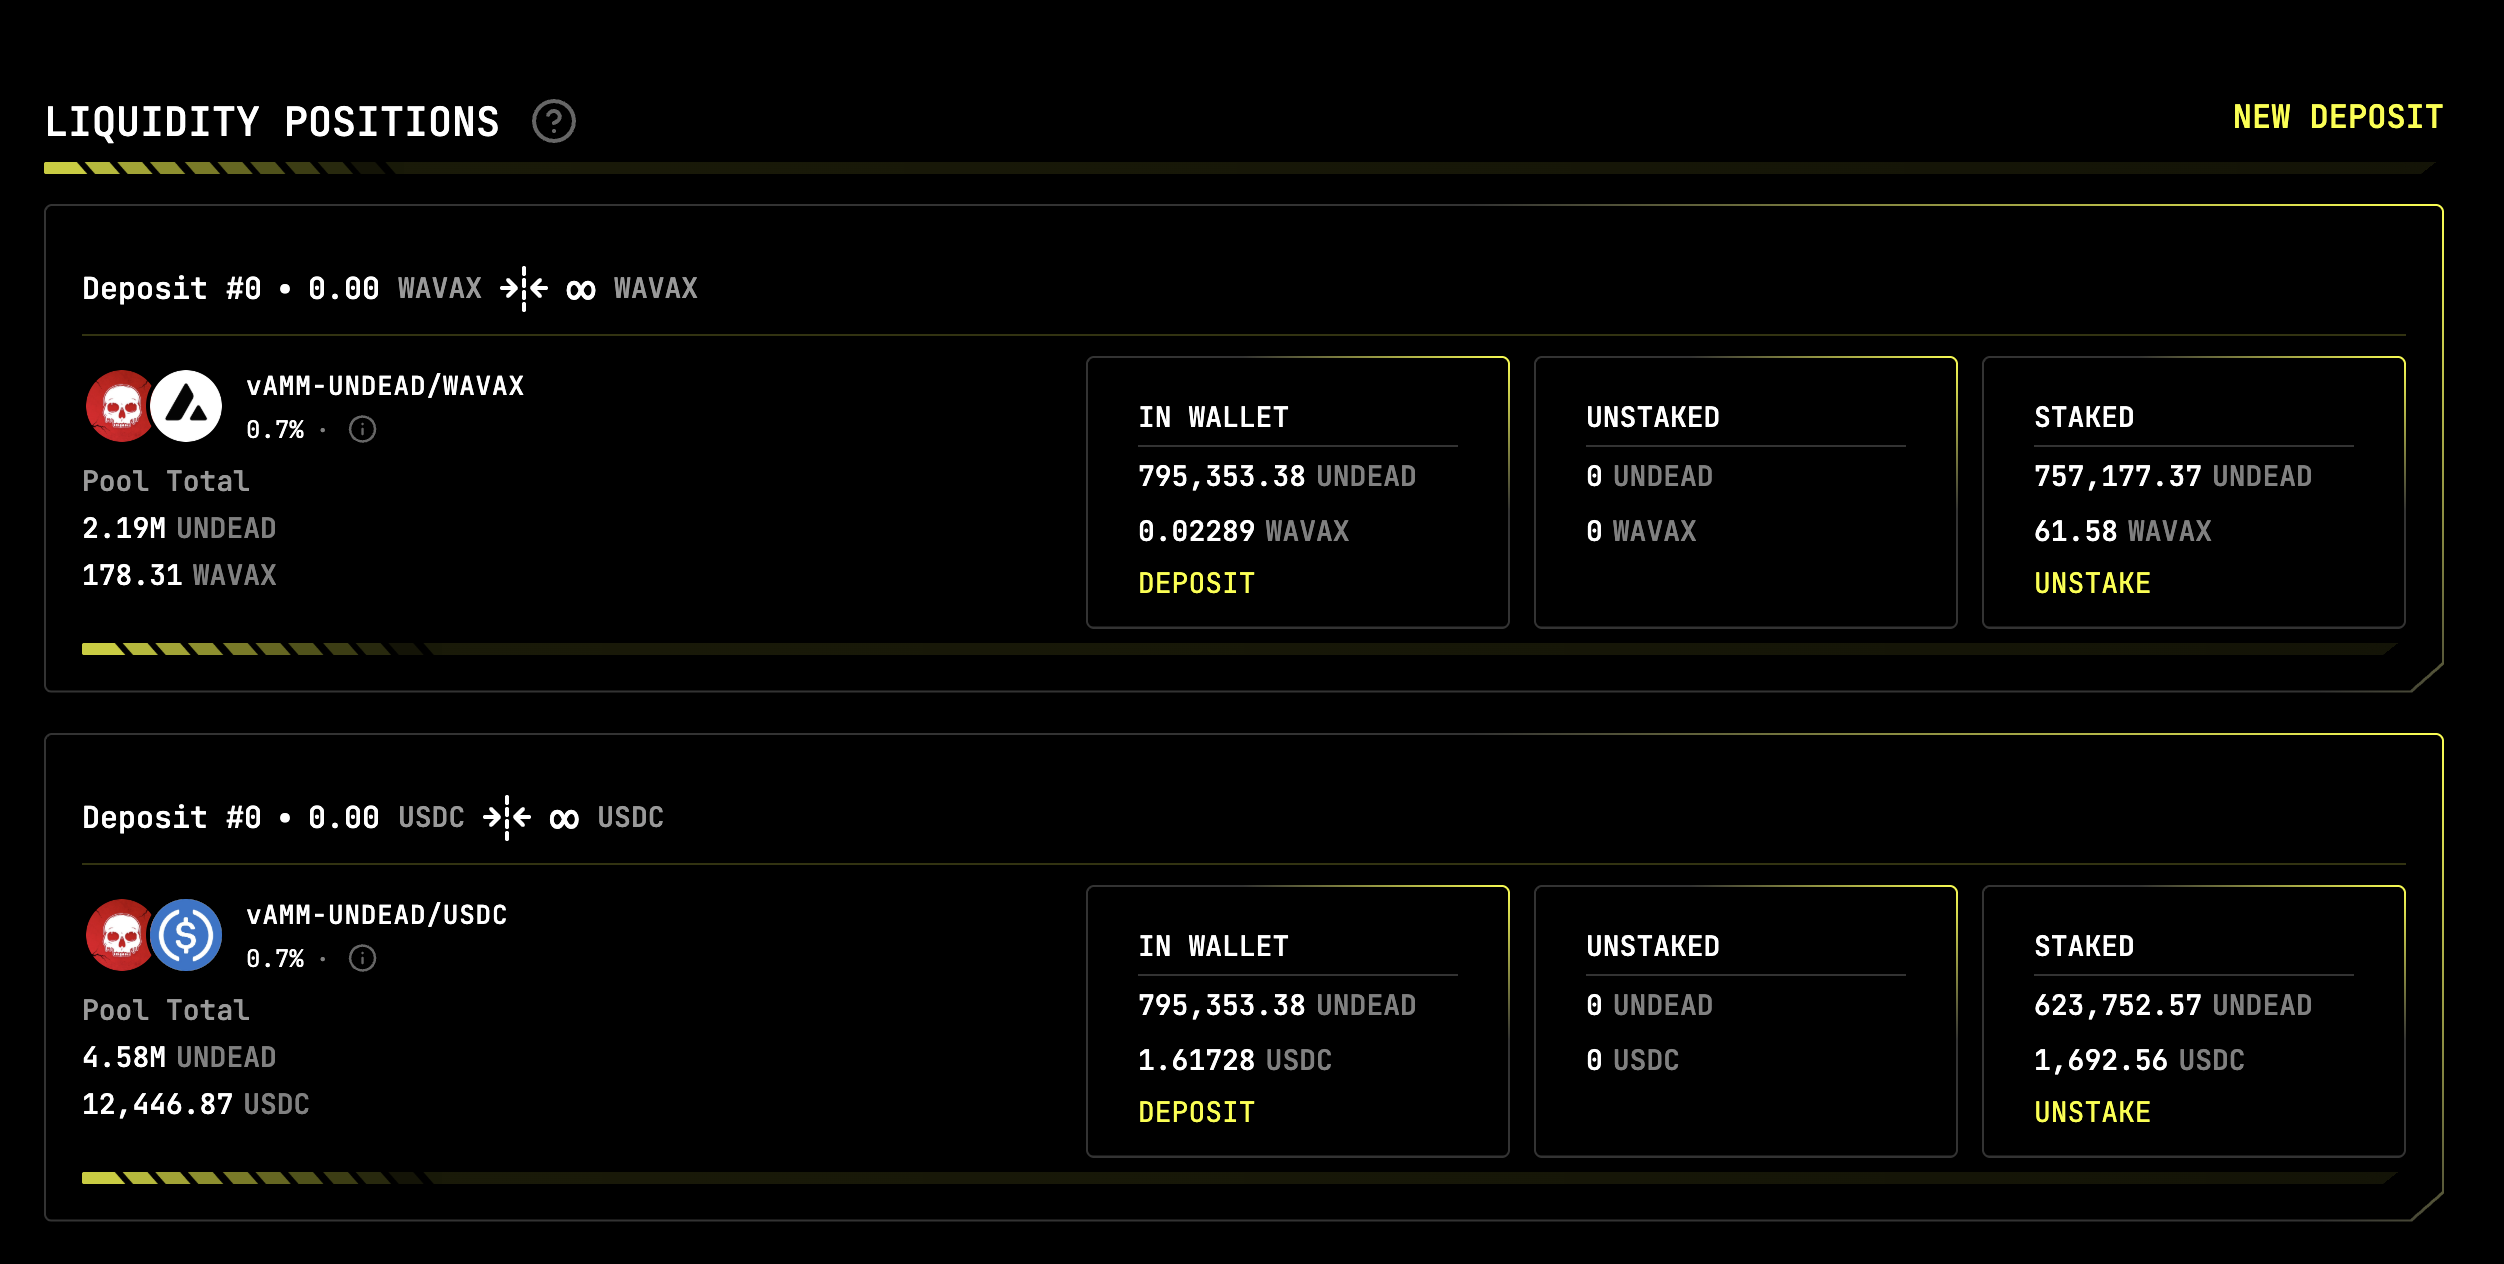 LIQUIDITY POSITIONS
NEW DEPOSIT
Deposit #0 • 0.00 WAVAX ∞ WAVAX
vAMM-UNDEAD/WAVAX
0.7% ·
Pool Total
2.19M UNDEAD
178.31 WAVAX
IN WALLET
795,353.38 UNDEAD
0.02289 WAVAX
DEPOSIT
UNSTAKED
0 UNDEAD
0 WAVAX
STAKED
757,177.37 UNDEAD
61.58 WAVAX
UNSTAKE
Deposit #0 • 0.00 USDC ∞ USDC
vAMM-UNDEAD/USDC
0.7% ·
Pool Total
4.58M UNDEAD
12,446.87 USDC
IN WALLET
795,353.38 UNDEAD
1.61728 USDC
DEPOSIT
UNSTAKED
0 UNDEAD
0 USDC
STAKED
623,752.57 UNDEAD
1,692.56 USDC
UNSTAKE